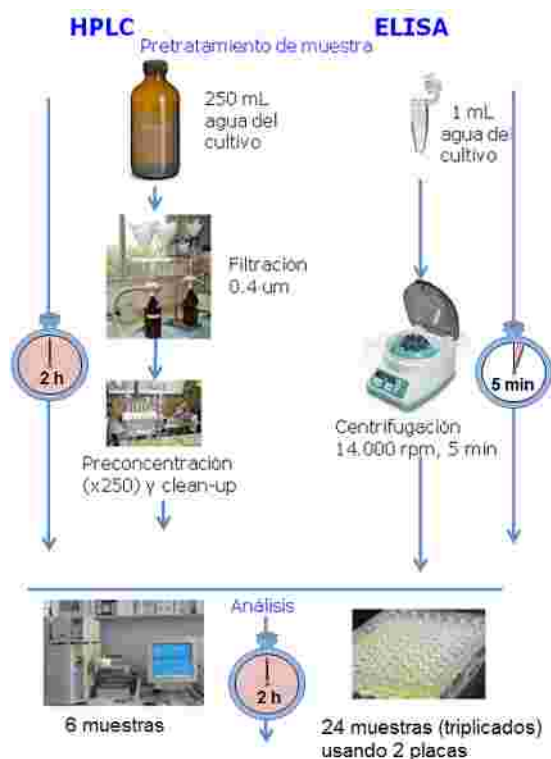 HPLC
ELISA
Pretratamiento de muestra
250 mL
agua del
cultivo
1 mL
agua de
cultivo
Filtración
0.4 um
2 h
5 min
Centrifugación
14.000 rpm, 5 min
Preconcentración
(x250) y clean-up
Análisis
2 h
6 muestras
24 muestras (triplicados)
usando 2 placas